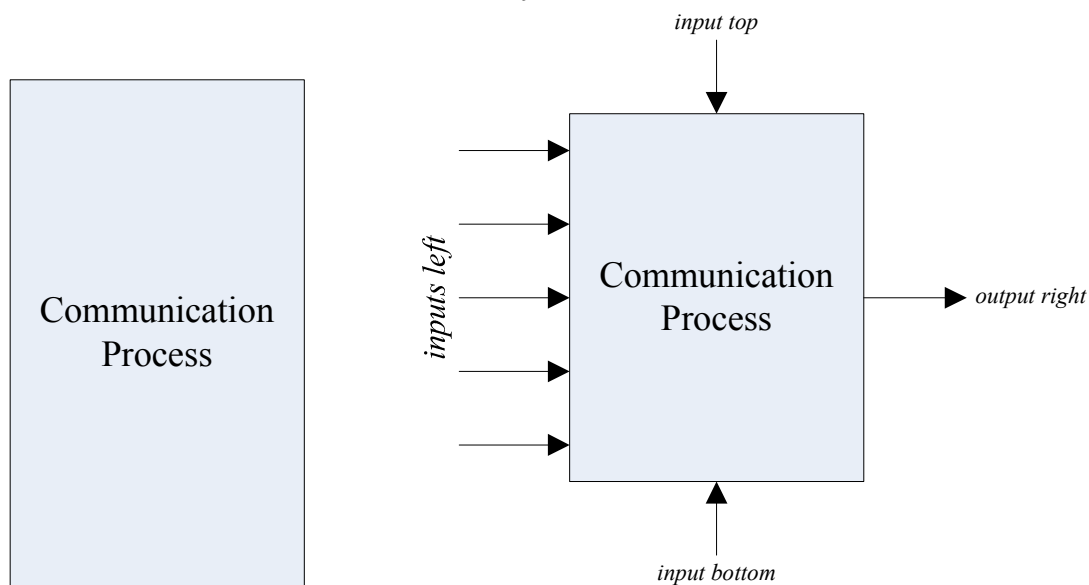 input top
Communication
Process
inputs left
Communication
Process
output right
input bottom